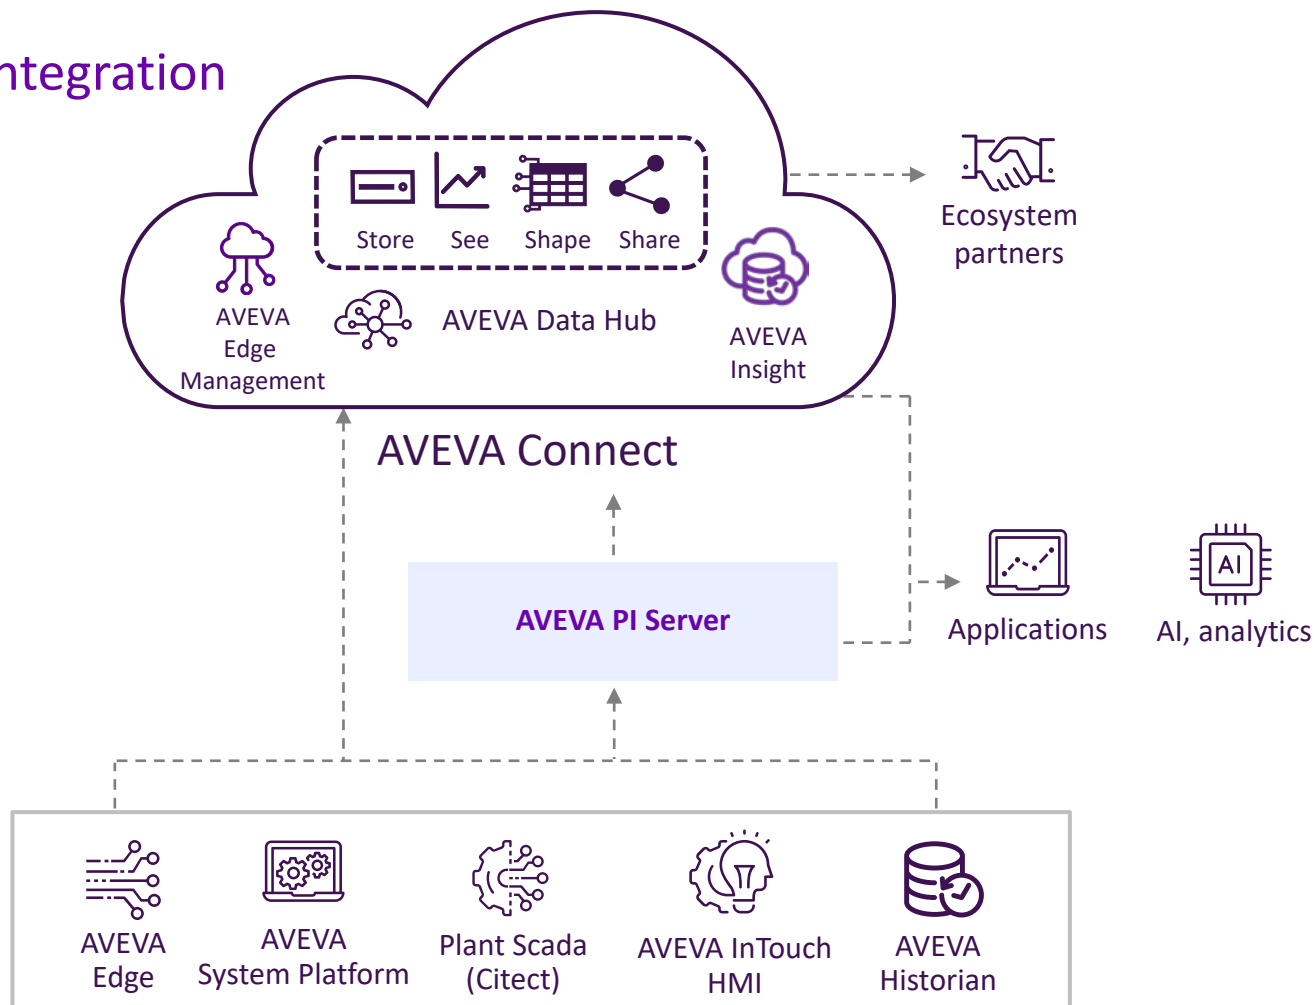 ntegration
Store See Shape Share
AVEVA
Edge
Management
AVEVA Data Hub
AVEVA
Insight
Ecosystem
partners
AVEVA Connect
AVEVA PI Server
Applications
AI
AI, analytics
AVEVA
Edge
AVEVA
System Platform
Plant Scada
(Citect)
AVEVA InTouch
HMI
AVEVA
Historian